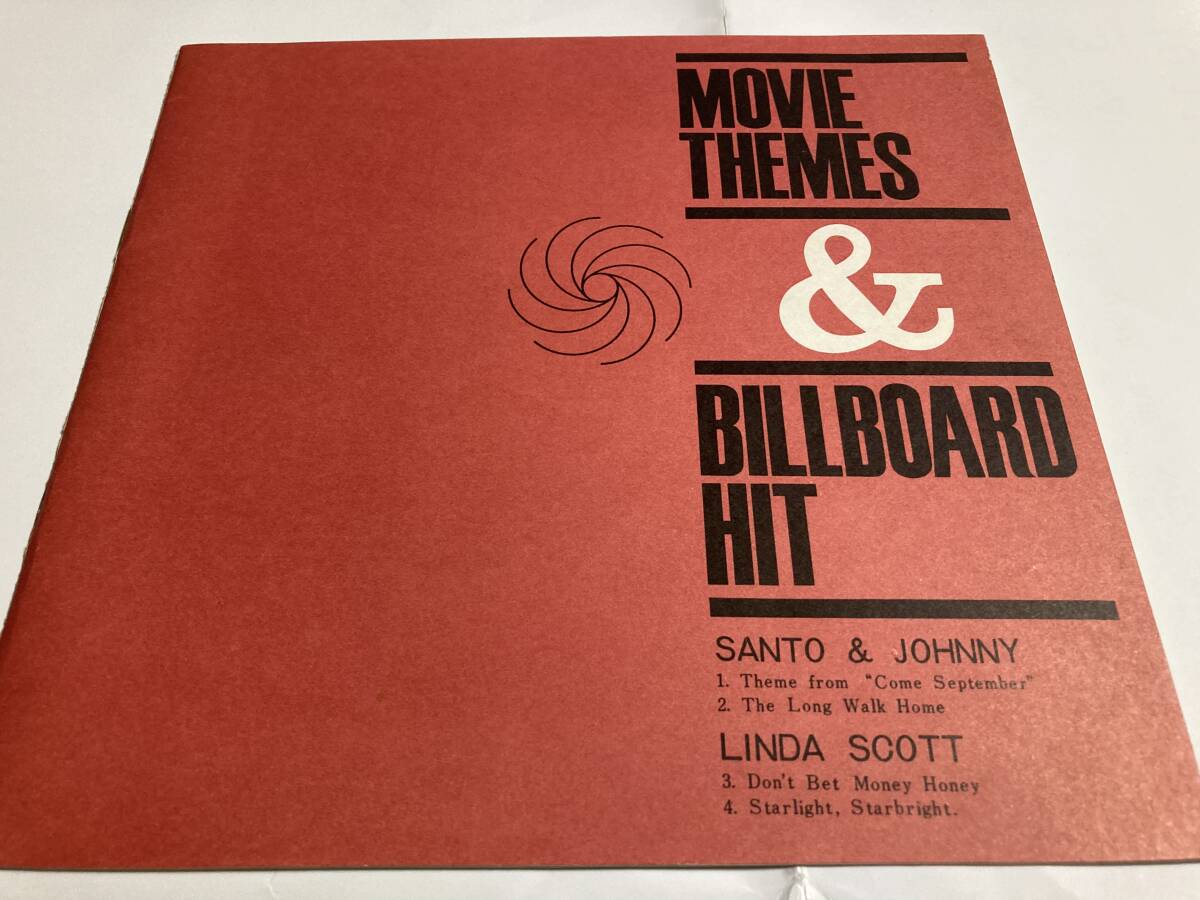 MOVIE
THEMES
&
BILLBOARD
HIT
SANTO & JOHNNY
1. Theme from "Come September"
2. The Long Walk Home
LINDA SCOTT
3. Don't Bet Money Honey
4. Starlight, Starbright.